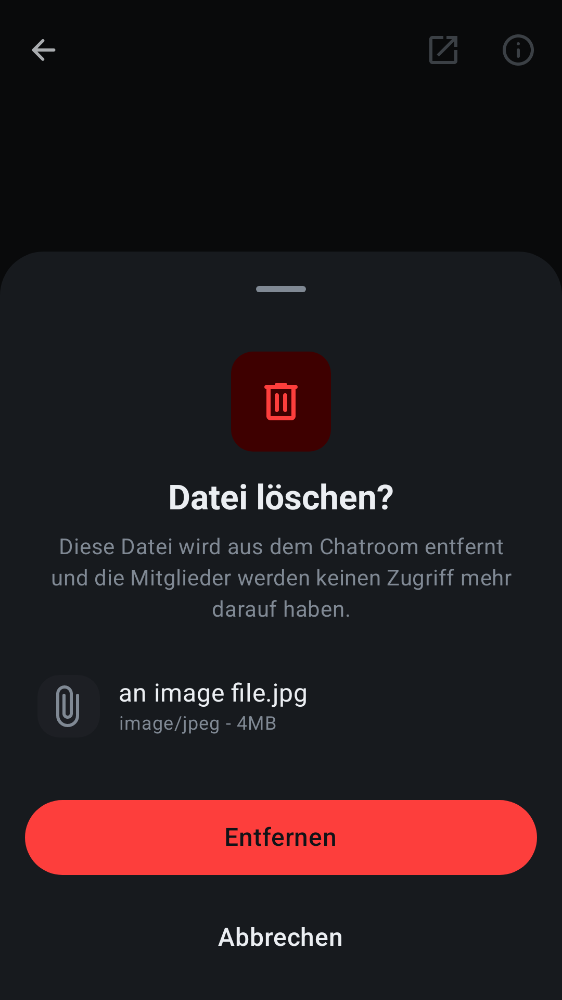 Datei löschen?
Diese Datei wird aus dem Chatroom entfernt
und die Mitglieder werden keinen Zugriff mehr
darauf haben.
an image file.jpg
image/jpeg - 4MB
Entfernen
Abbrechen